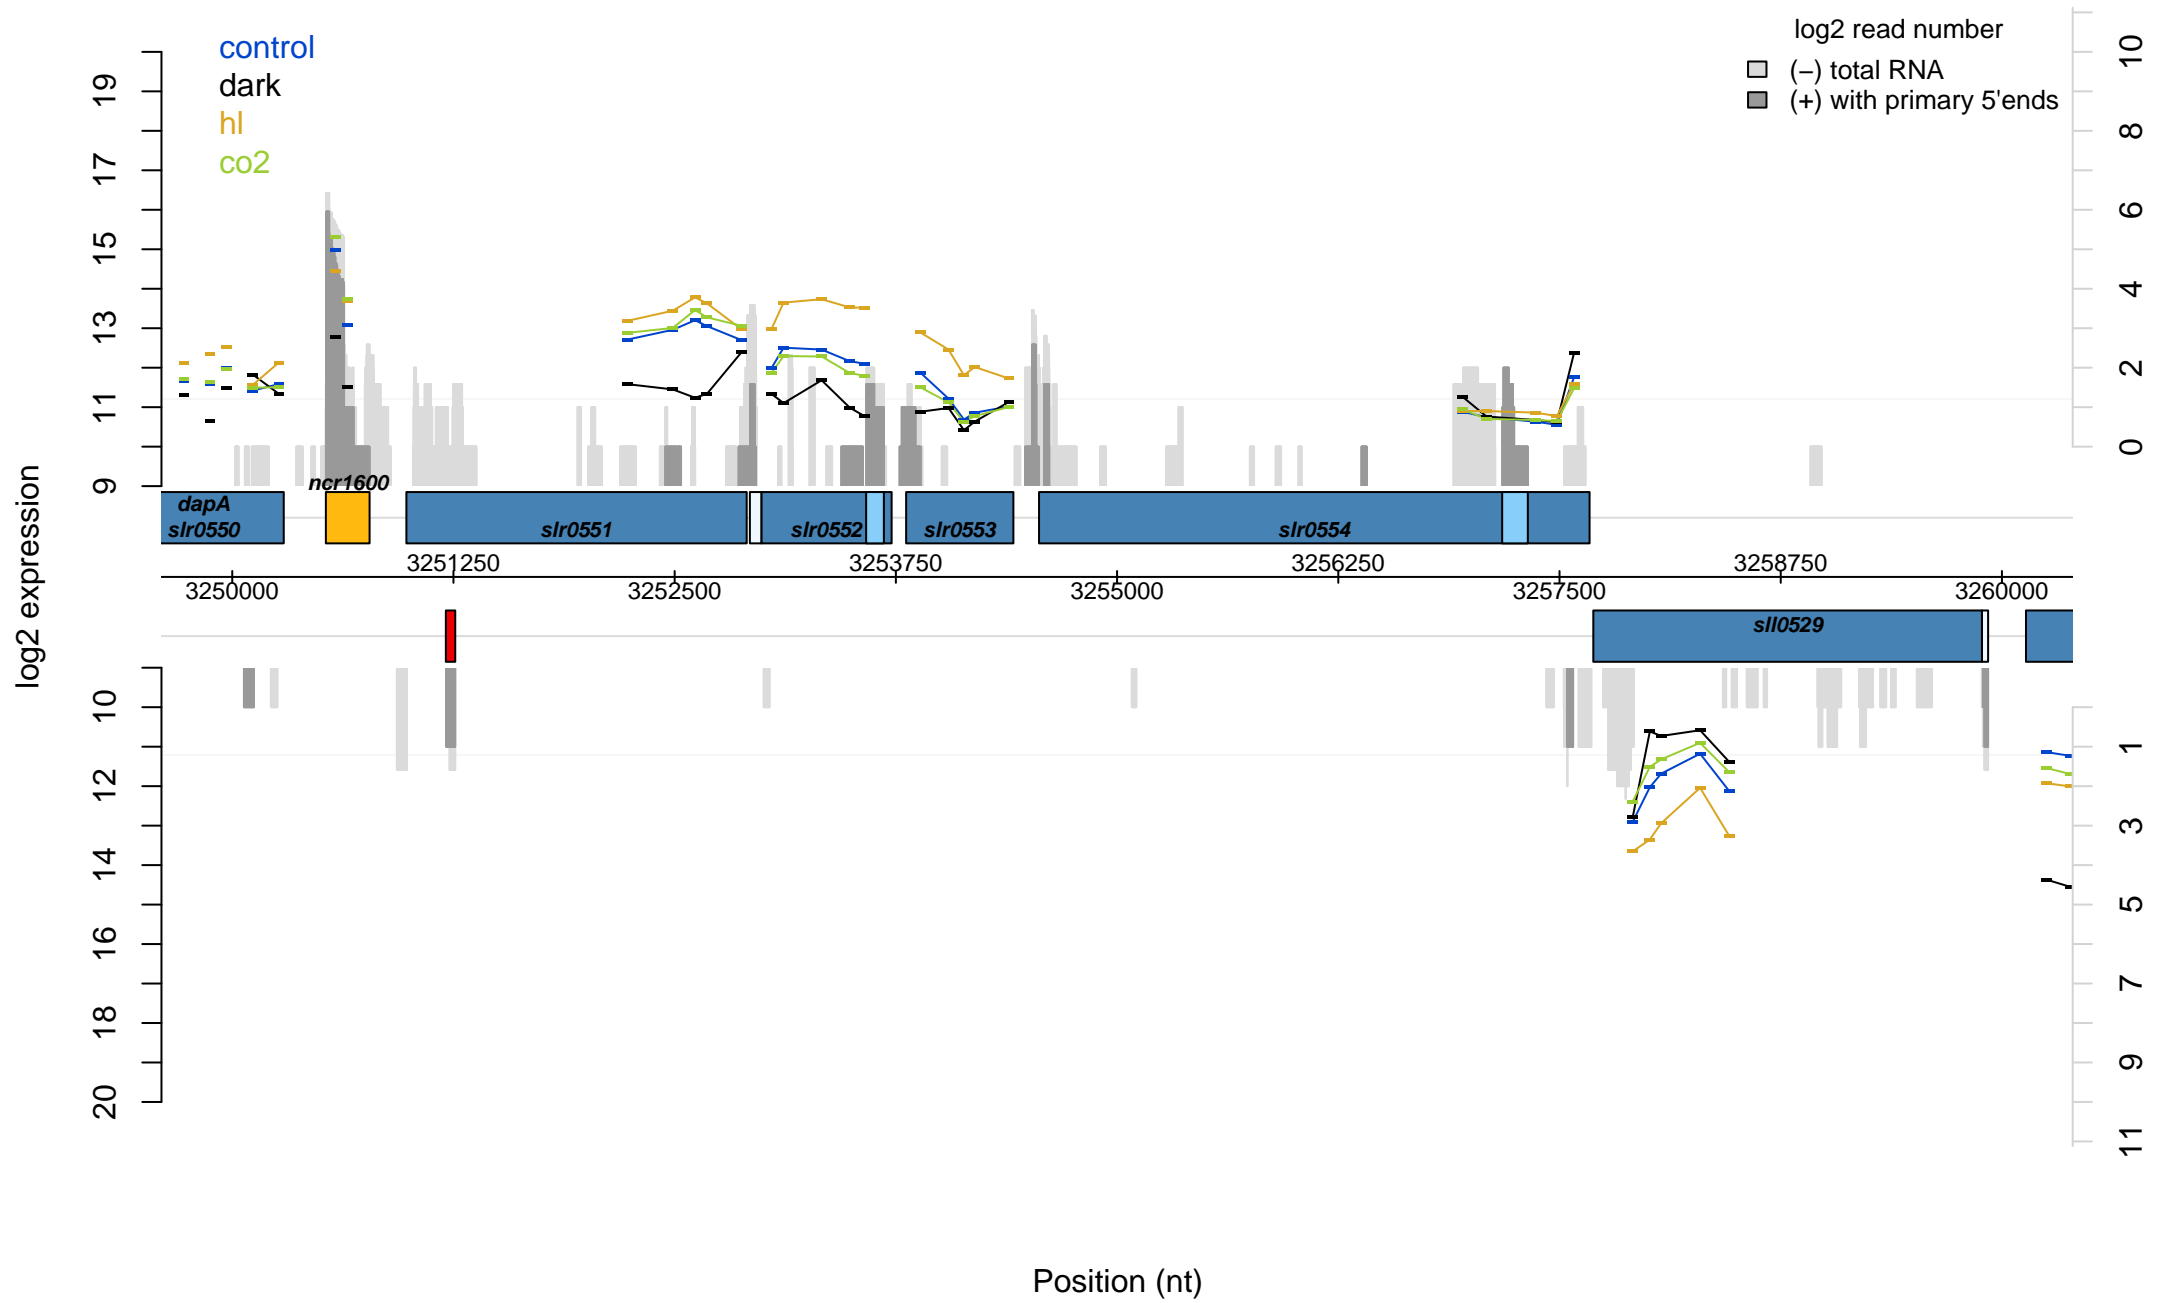 control
dark
hl
co2
log2 read number
(−) total RNA
(+) with primary 5'ends
19
17
15
13
11
9
10
8
6
4
2
0
log2 expression
ncr1600
dapA
slr0550
slr0551
slr0552
slr0553
slr0554
3251250
3253750
3256250
3258750
3250000
3252500
3255000
3257500
3260000
sll0529
10
12
14
16
18
20
1
3
5
7
9
11
Position (nt)